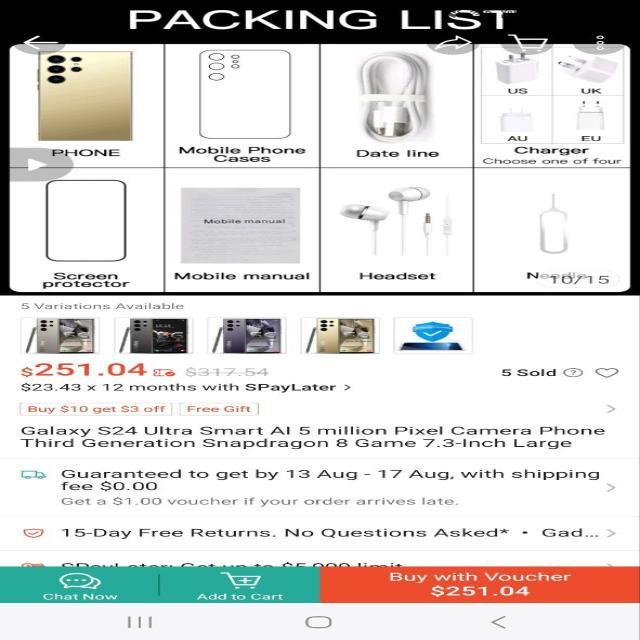 PACKING LIST
PHONE
Mobile Phone
Cases
Date line
US
UK
AU
EU
Charger
Choose one of four
Screen
protector
Mobile manual
Mobile manual
Headset
10/15
5 Variations Available
$251.04 $317.54
5 Sold
$23.43 x 12 months with SPayLater >
Buy $10 get $3 off
Free Gift
Galaxy S24 Ultra Smart AI 5 million Pixel Camera Phone
Third Generation Snapdragon 8 Game 7.3-Inch Large
Guaranteed to get by 13 Aug - 17 Aug, with shipping
fee $0.00
Get a $1.00 voucher if your order arrives late.
15-Day Free Returns. No Questions Asked* • Gad...
SPayLater: Get up to $5,000 limit
Chat Now
Add to Cart
Buy with Voucher
$251.04